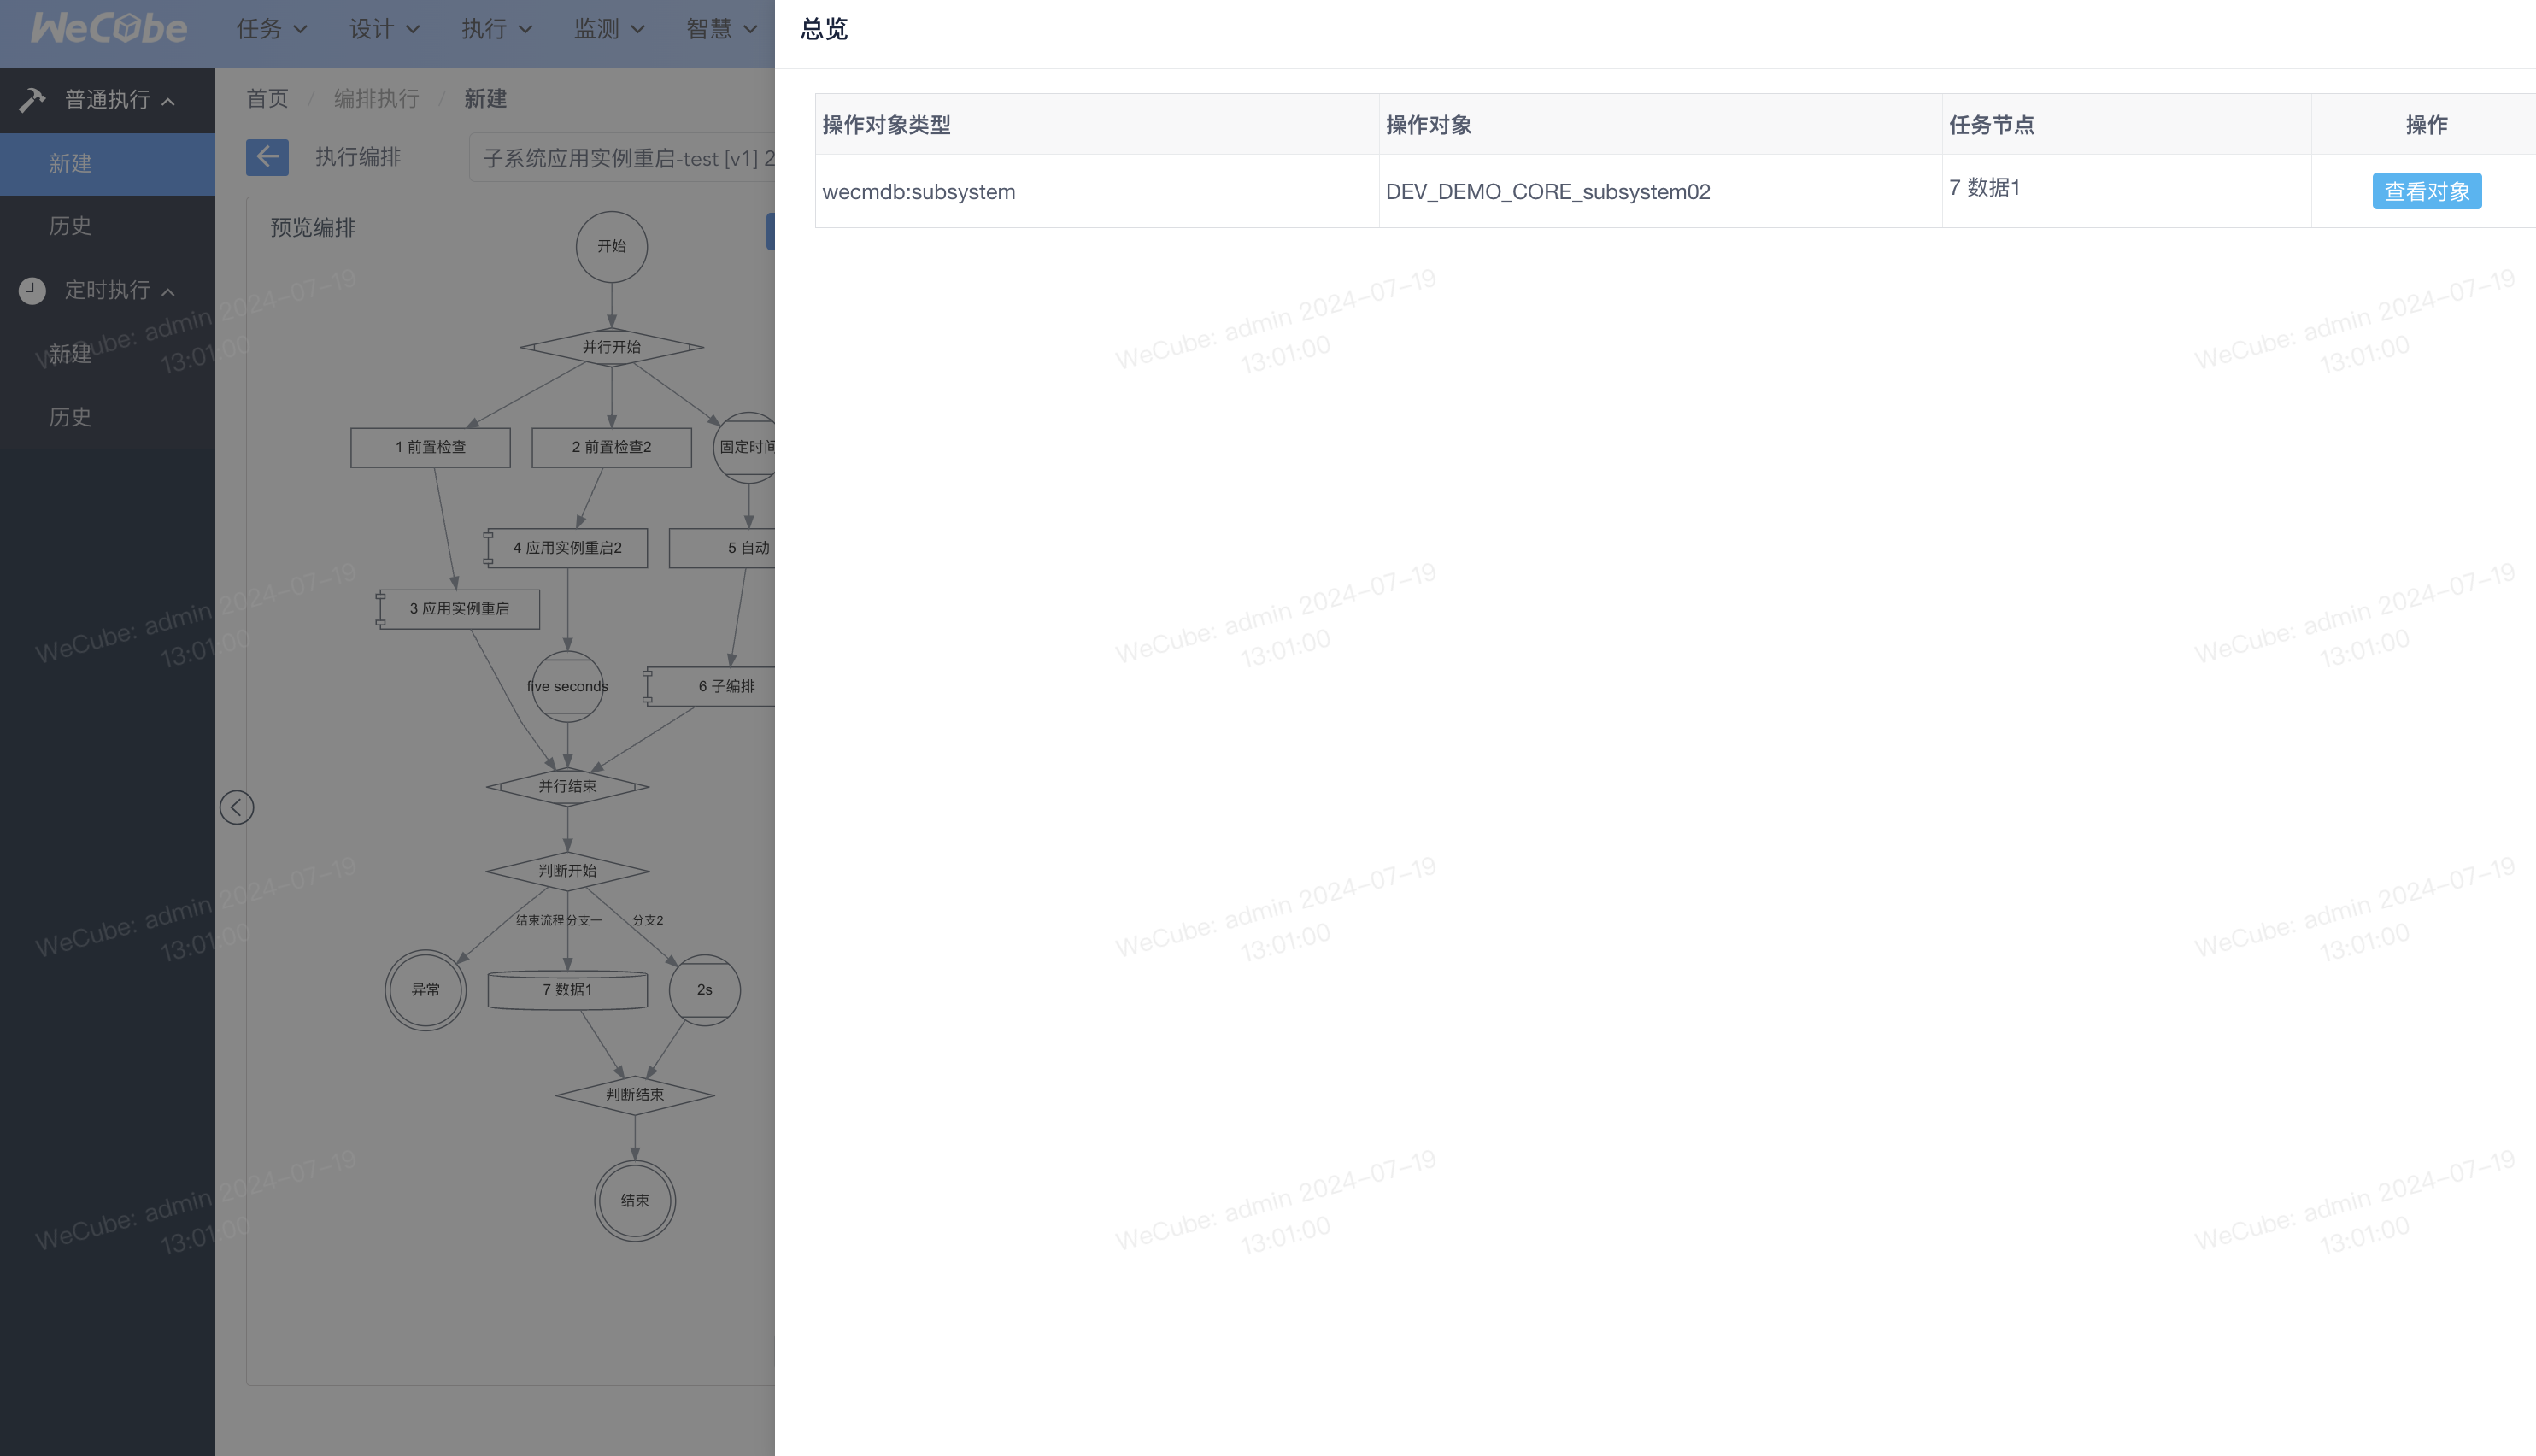 WeCube 任务 设计 执行 监测 智慧
普通执行
新建
历史
定时执行
新建
历史
首页 / 编排执行 / 新建
执行编排 子系统应用实例重启-test [v1] 2
预览编排
开始
并行开始
1 前置检查 2 前置检查2 固定时间
4 应用实例重启2 5 自动
3 应用实例重启
five seconds 6 子编排
并行结束
判断开始
结束流程 分支一 分支2
异常 7 数据1 2s
判断结束
结束
总览
操作对象类型 操作对象 任务节点 操作
wecmdb:subsystem DEV_DEMO_CORE_subsystem02 7 数据1 查看对象
WeCube: admin 2024-07-19
13:01:00
WeCube: admin 2024-07-19
13:01:00
WeCube: admin 2024-07-19
13:01:00
WeCube: admin 2024-07-19
13:01:00
WeCube: admin 2024-07-19
13:01:00
WeCube: admin 2024-07-19
13:01:00
WeCube: admin 2024-07-19
13:01:00
WeCube: admin 2024-07-19
13:01:00
WeCube: admin 2024-07-19
13:01:00
WeCube: admin 2024-07-19
13:01:00
WeCube: admin 2024-07-19
13:01:00
WeCube: admin 2024-07-19
13:01:00